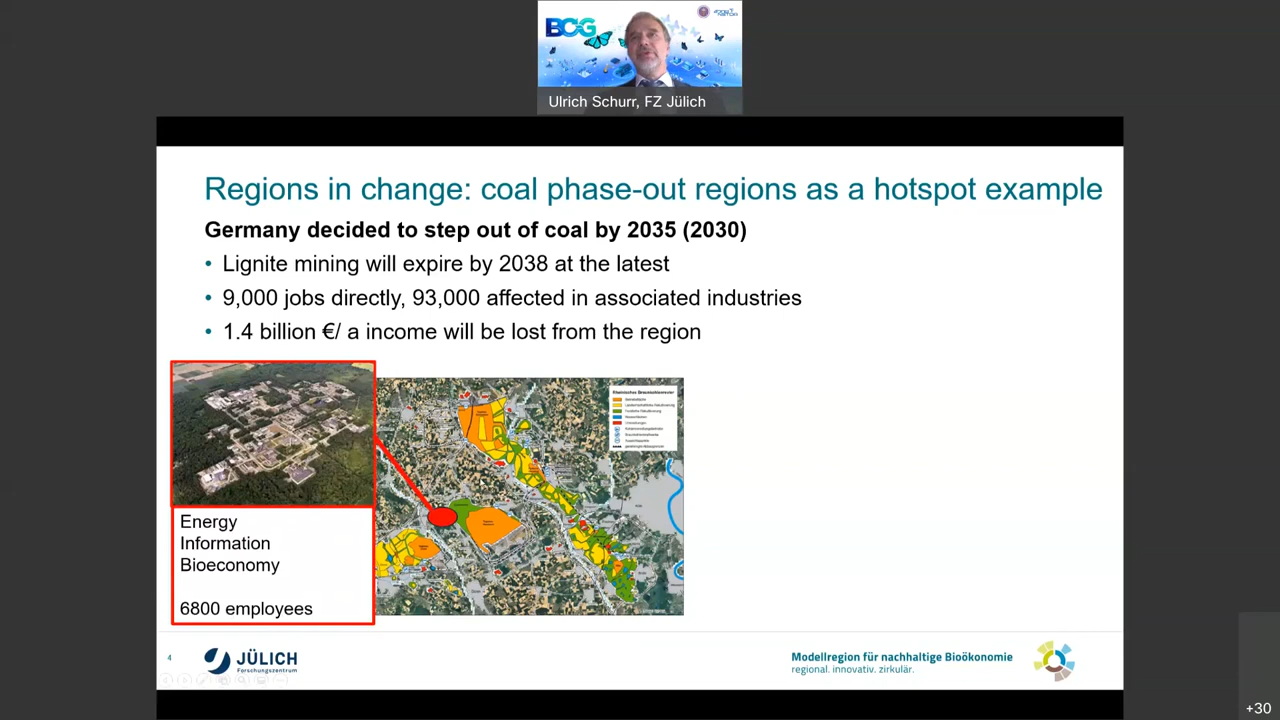 BCG
Ulrich Schurr, FZ Jülich
Regions in change: coal phase-out regions as a hotspot example
Germany decided to step out of coal by 2035 (2030)
• Lignite mining will expire by 2038 at the latest
• 9,000 jobs directly, 93,000 affected in associated industries
• 1.4 billion €/ a income will be lost from the region
Rheinisches Braunkohlenrevier
Energy
Information
Bioeconomy
6800 employees
4
JÜLICH
Forschungszentrum
Modellregion für nachhaltige Bioökonomie
regional. innovativ. zirkulär.
+30